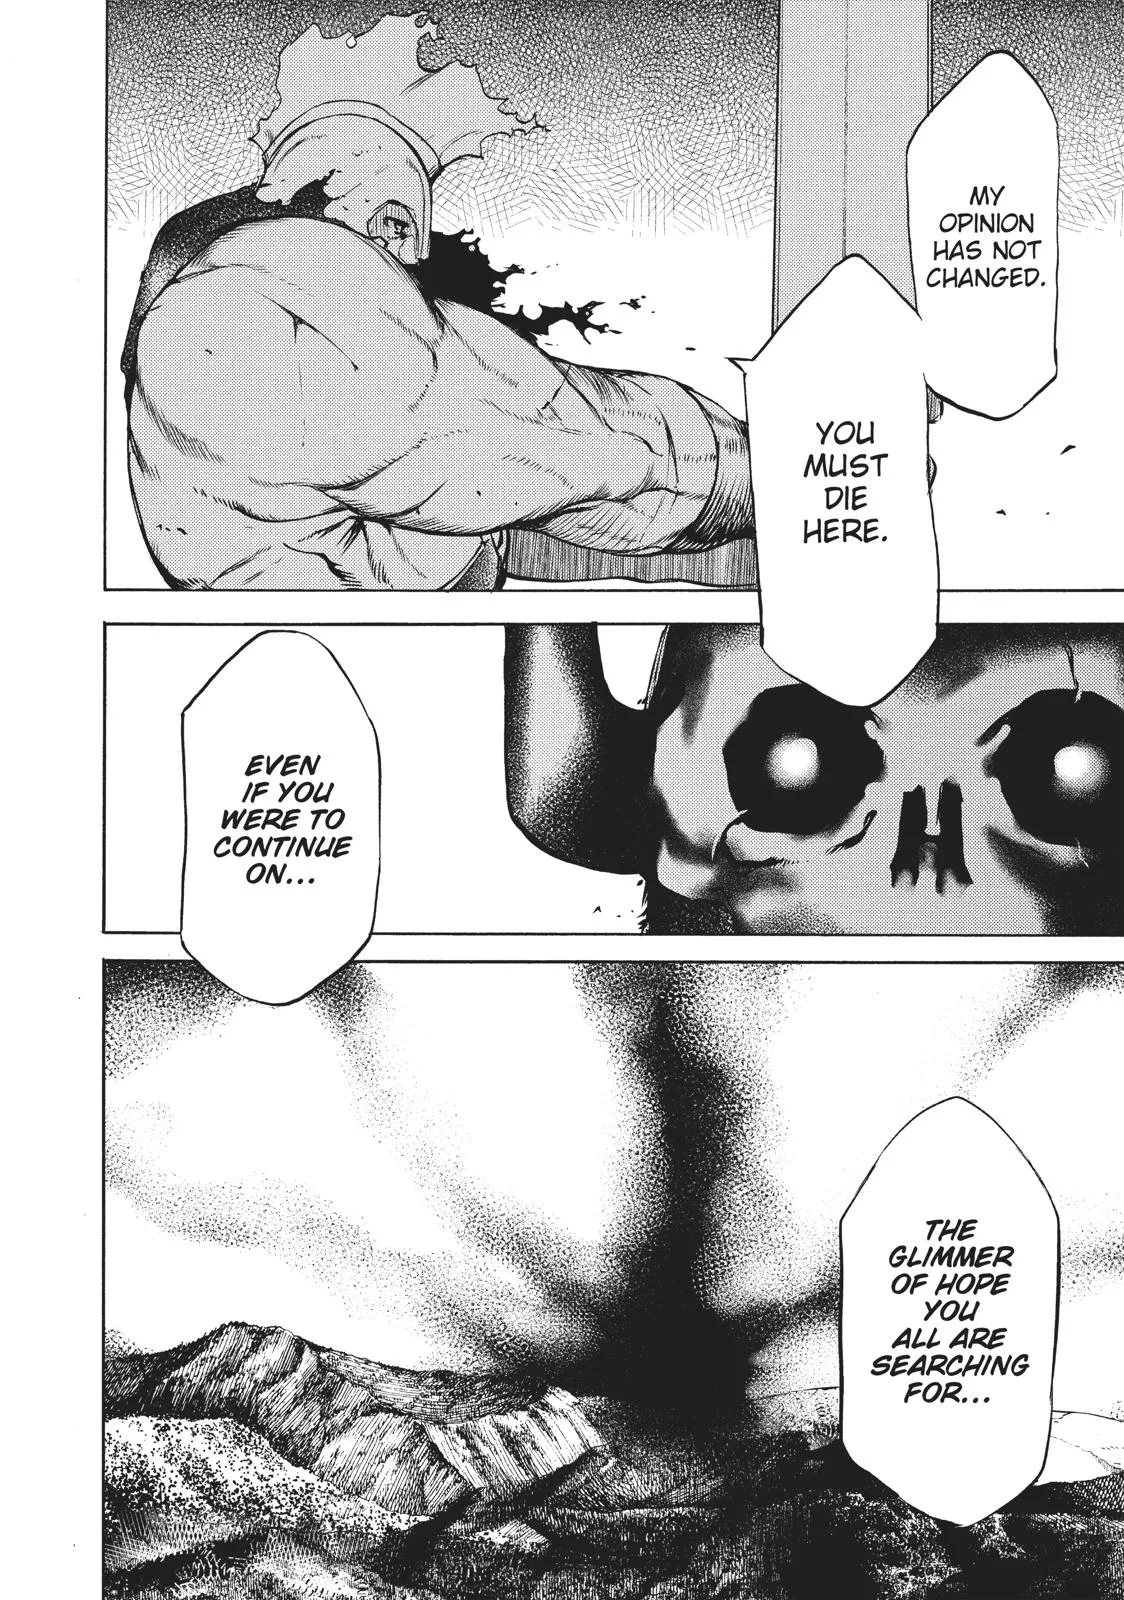 MY
OPINION
HAS NOT
CHANGED.
YOU
MUST
DIE
HERE.
EVEN
IF YOU
WERE TO
CONTINUE
ON...
THE
GLIMMER
OF HOPE
YOU
ALL ARE
SEARCHING
FOR...